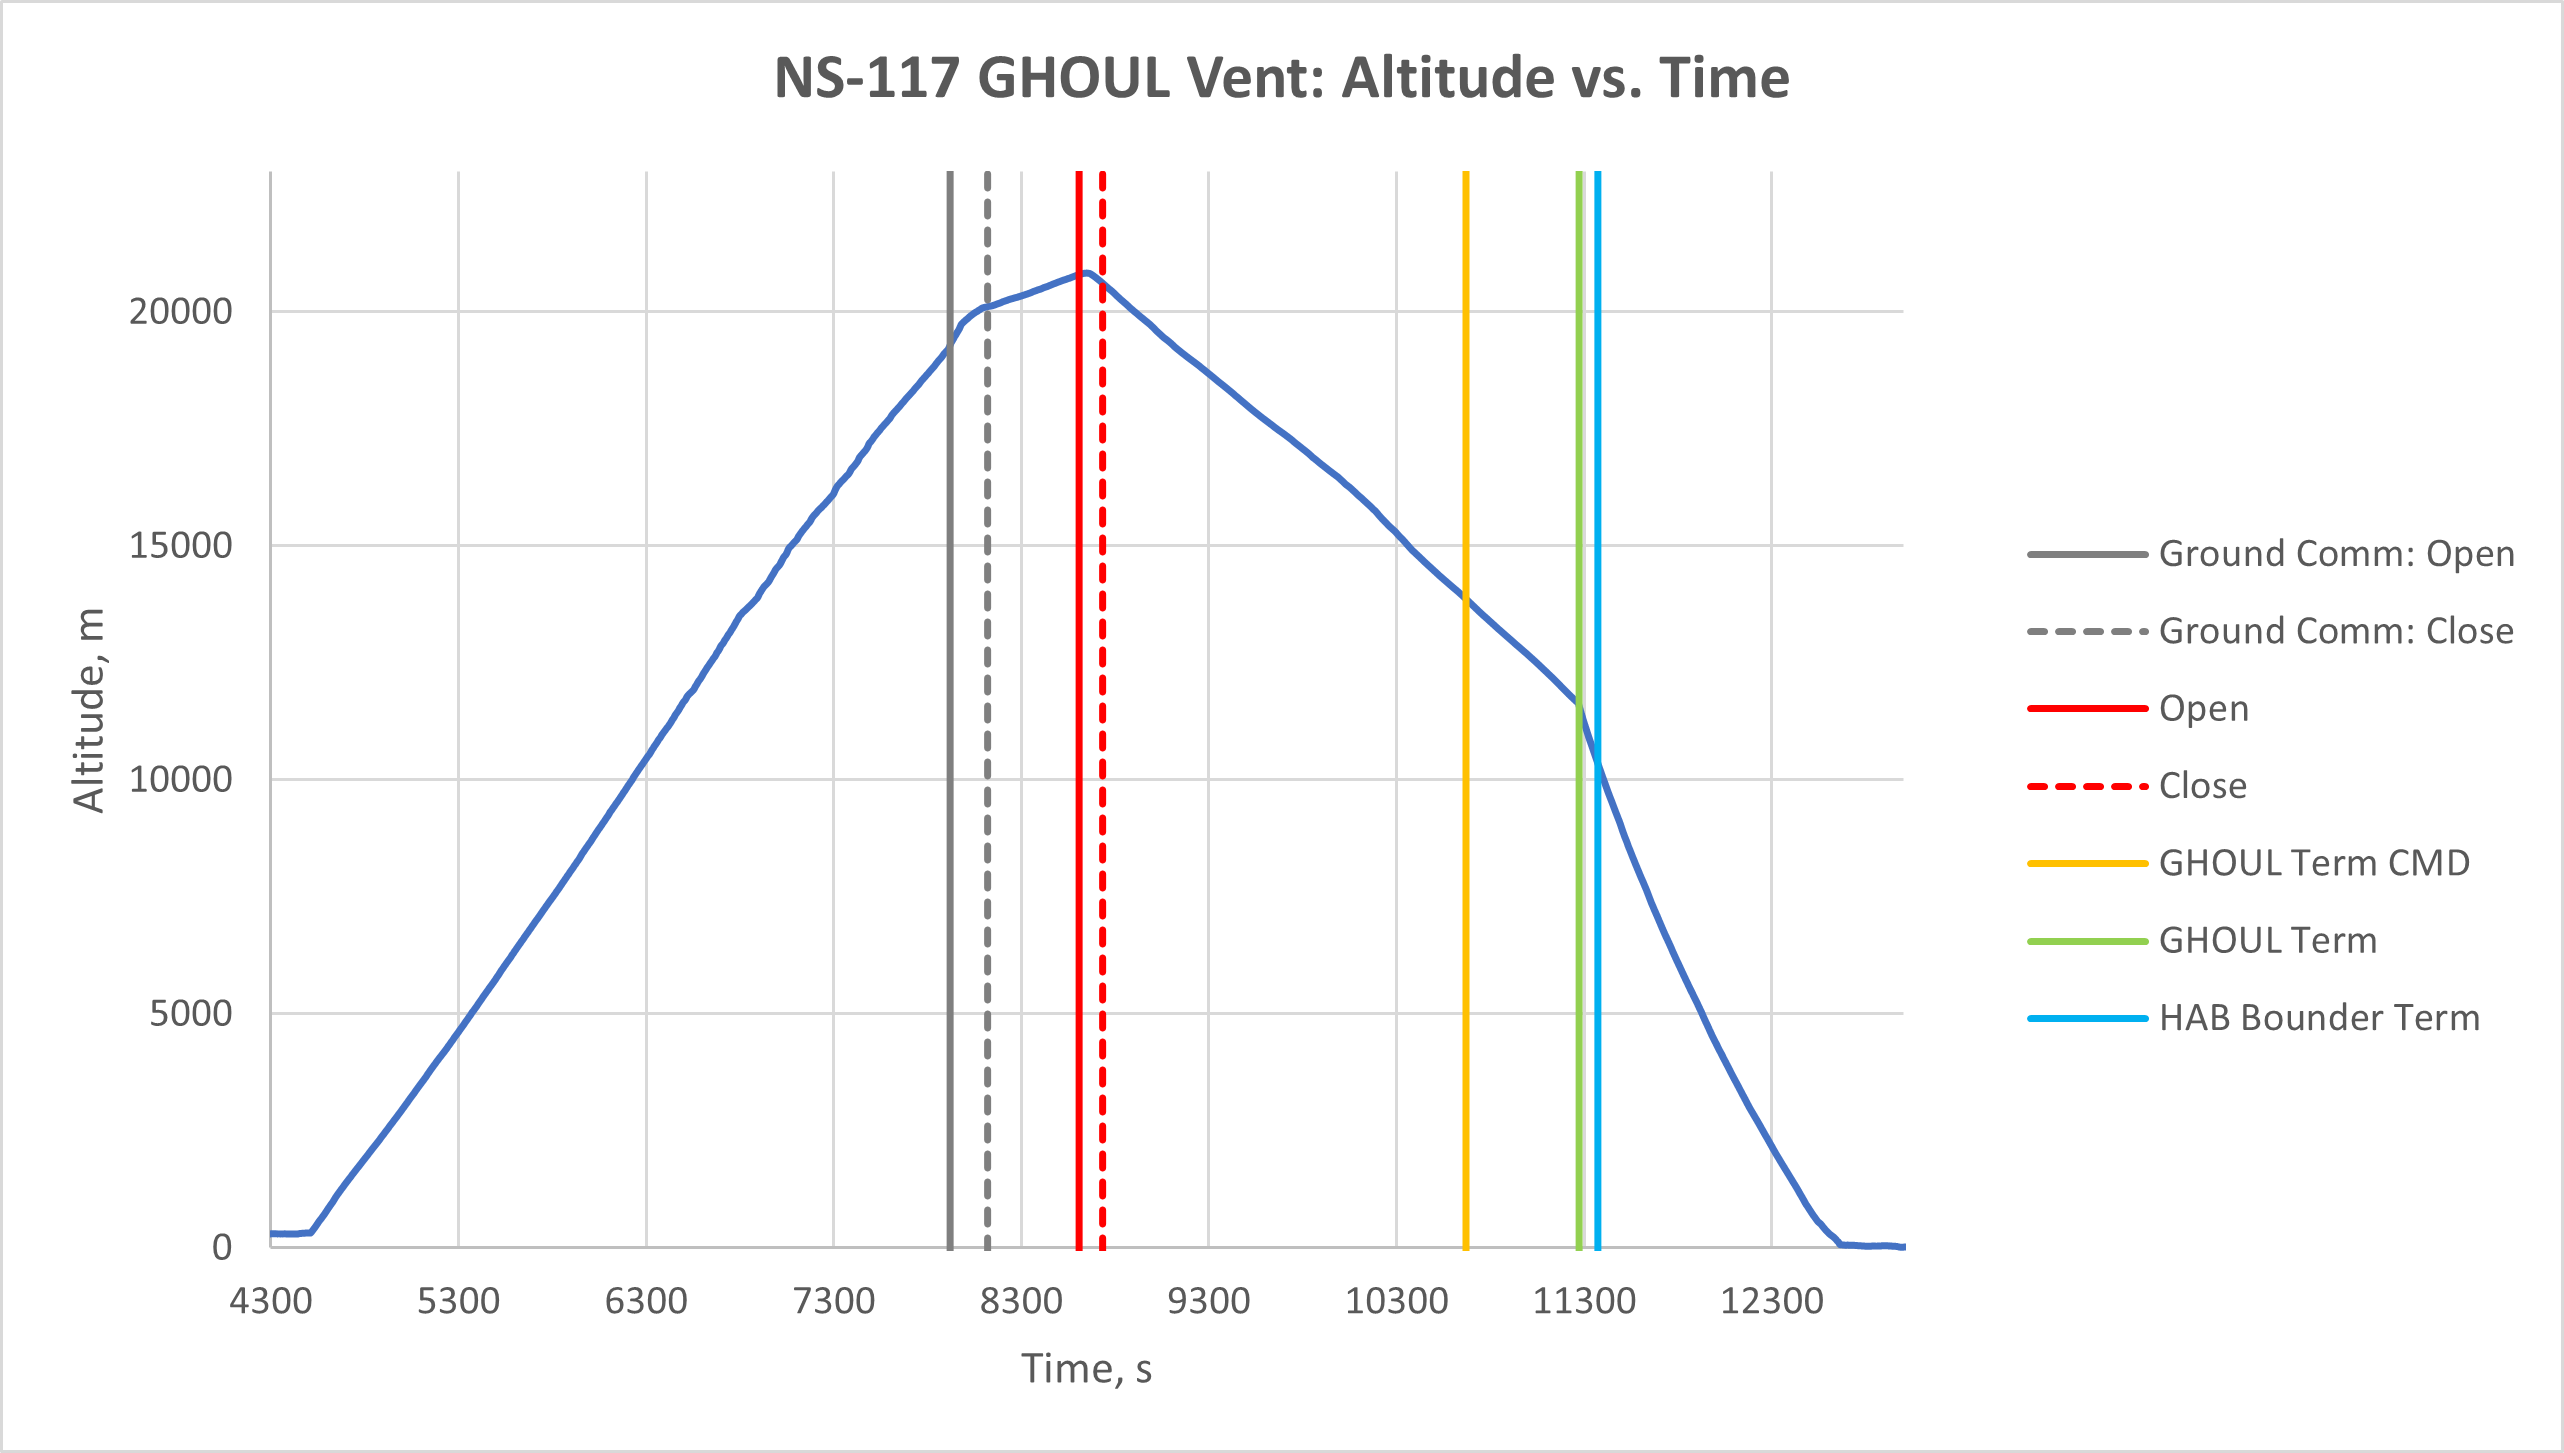 NS-117 GHOUL Vent: Altitude vs. Time
20000
15000
10000
5000
0
Altitude, m
4300 5300 6300 7300 8300 9300 10300 11300 12300
Time, s
Ground Comm: Open
Ground Comm: Close
Open
Close
GHOUL Term CMD
GHOUL Term
HAB Bounder Term